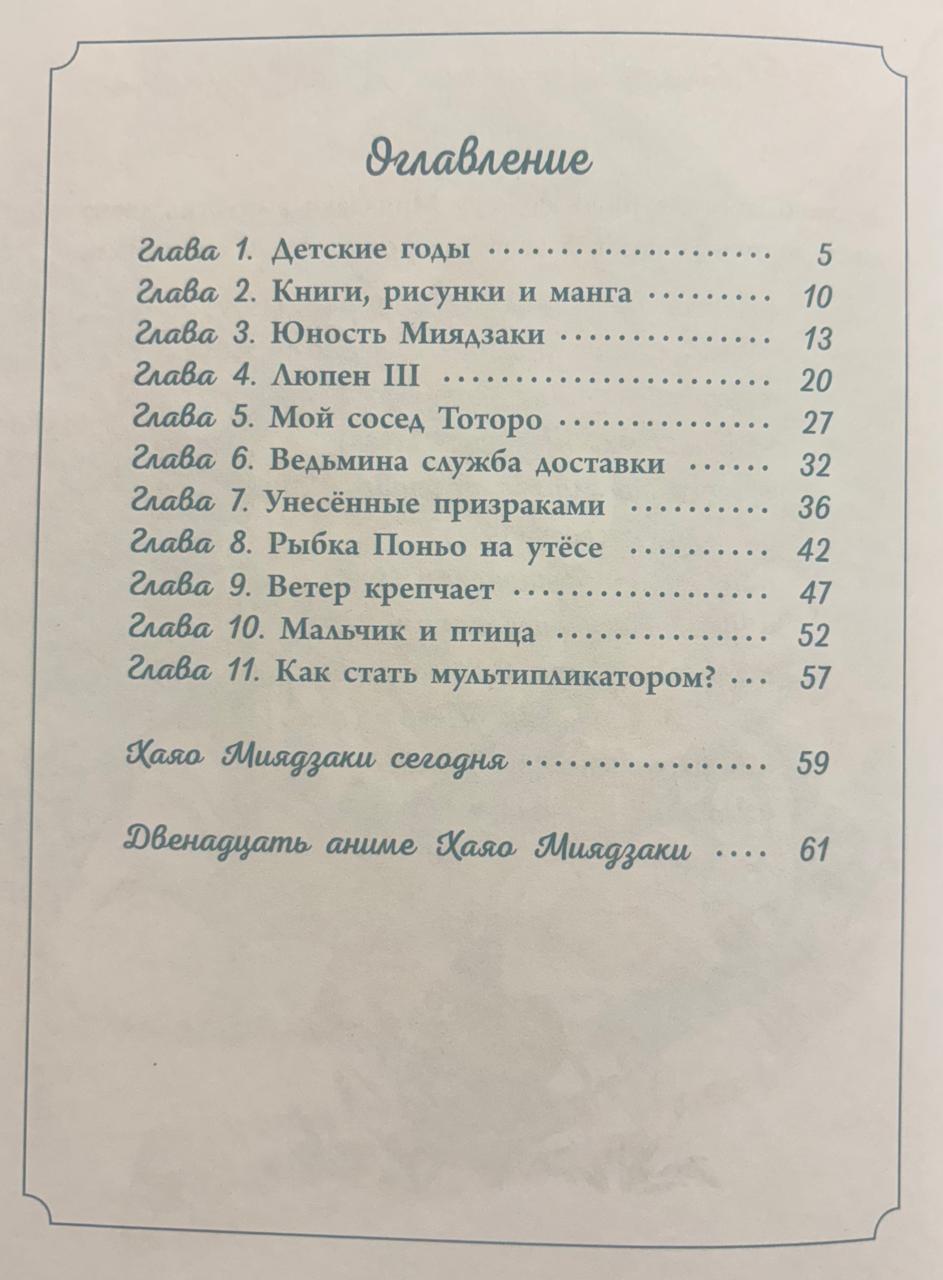 Оглавление
Глава 1. Детские годы ..................... 5
Глава 2. Книги, рисунки и манга ......... 10
Глава 3. Юность Миядзаки ................ 13
Глава 4. Люпен III ........................ 20
Глава 5. Мой сосед Тоторо ................ 27
Глава 6. Ведьмина служба доставки ...... 32
Глава 7. Унесённые призраками .......... 36
Глава 8. Рыбка Поньо на утёсе .......... 42
Глава 9. Ветер крепчает ................... 47
Глава 10. Мальчик и птица ................ 52
Глава 11. Как стать мультипликатором? ... 57
Хаяо Миядзаки сегодня .................. 59
Двенадцать аниме Хаяо Миядзаки .... 61